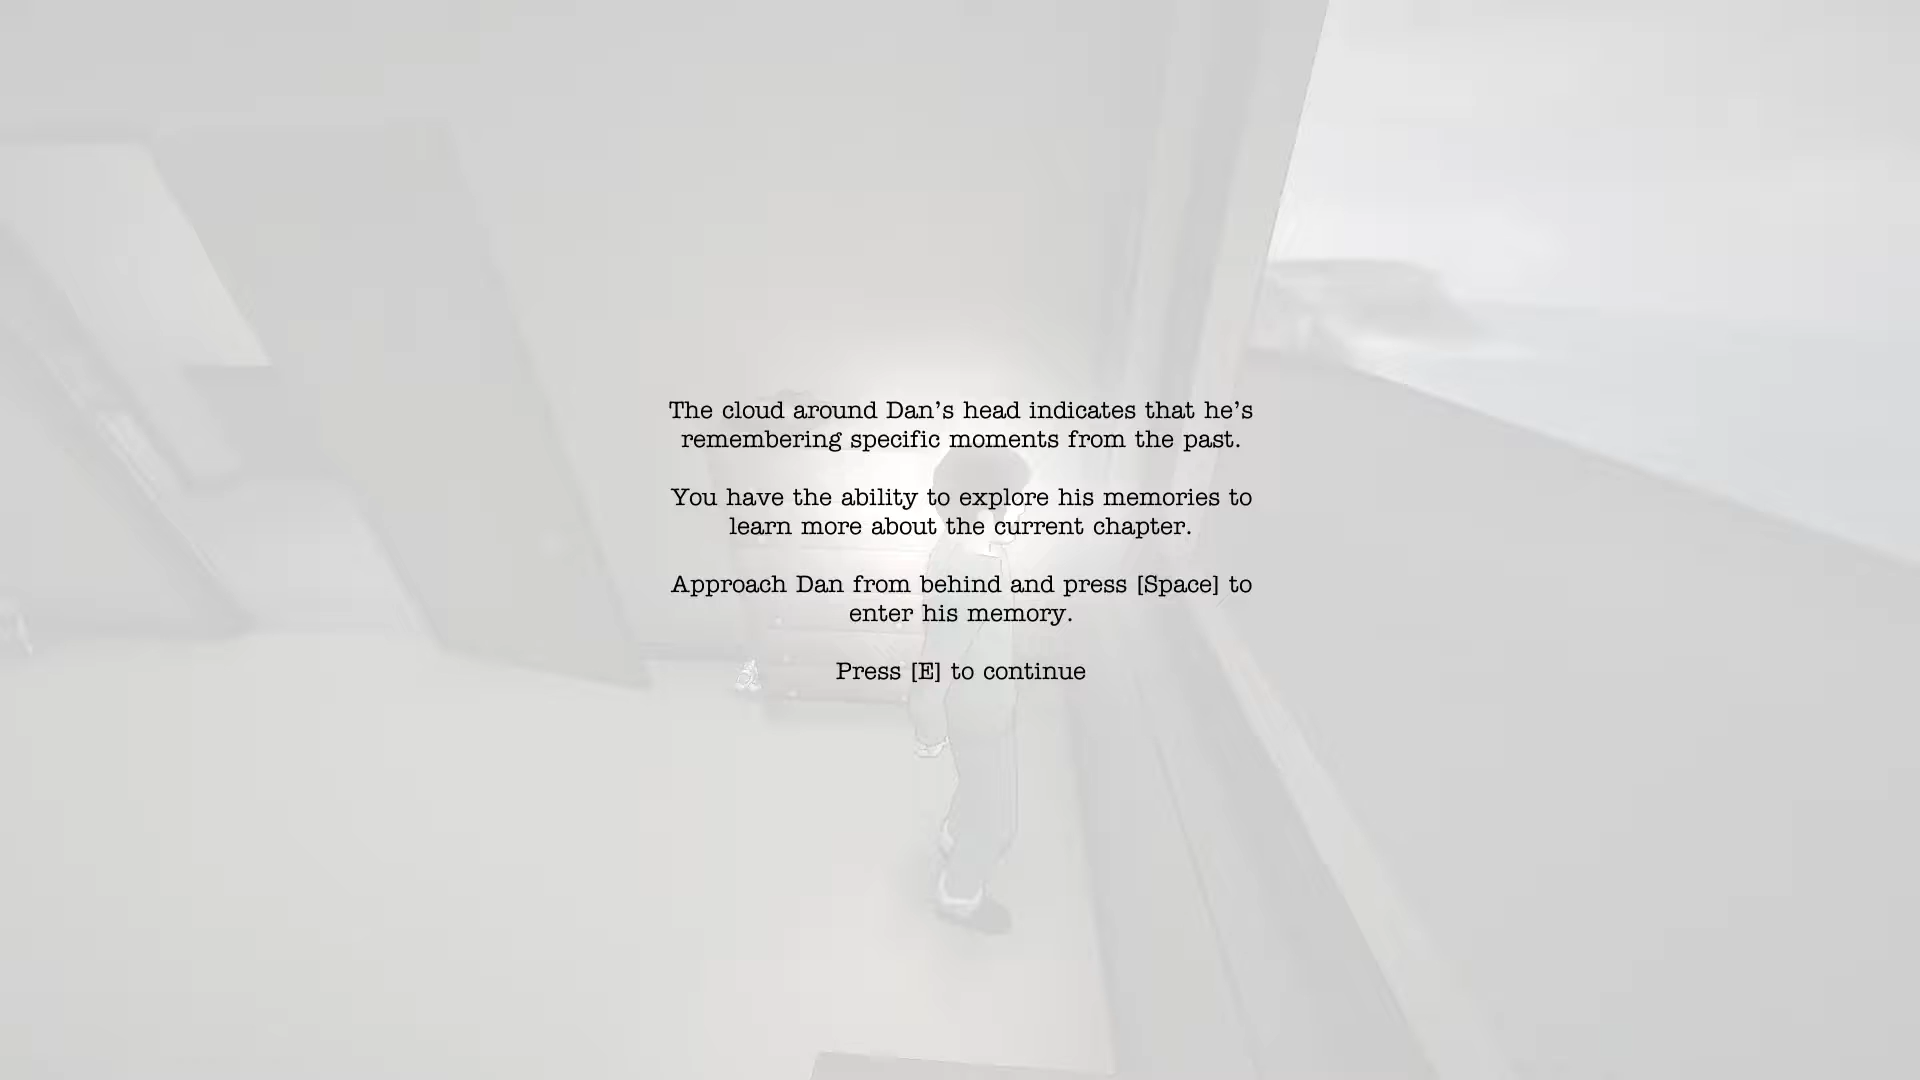 The cloud around Dan’s head indicates that he’s
remembering specific moments from the past.
You have the ability to explore his memories to
learn more about the current chapter.
Approach Dan from behind and press [Space] to
enter his memory.
Press [E] to continue